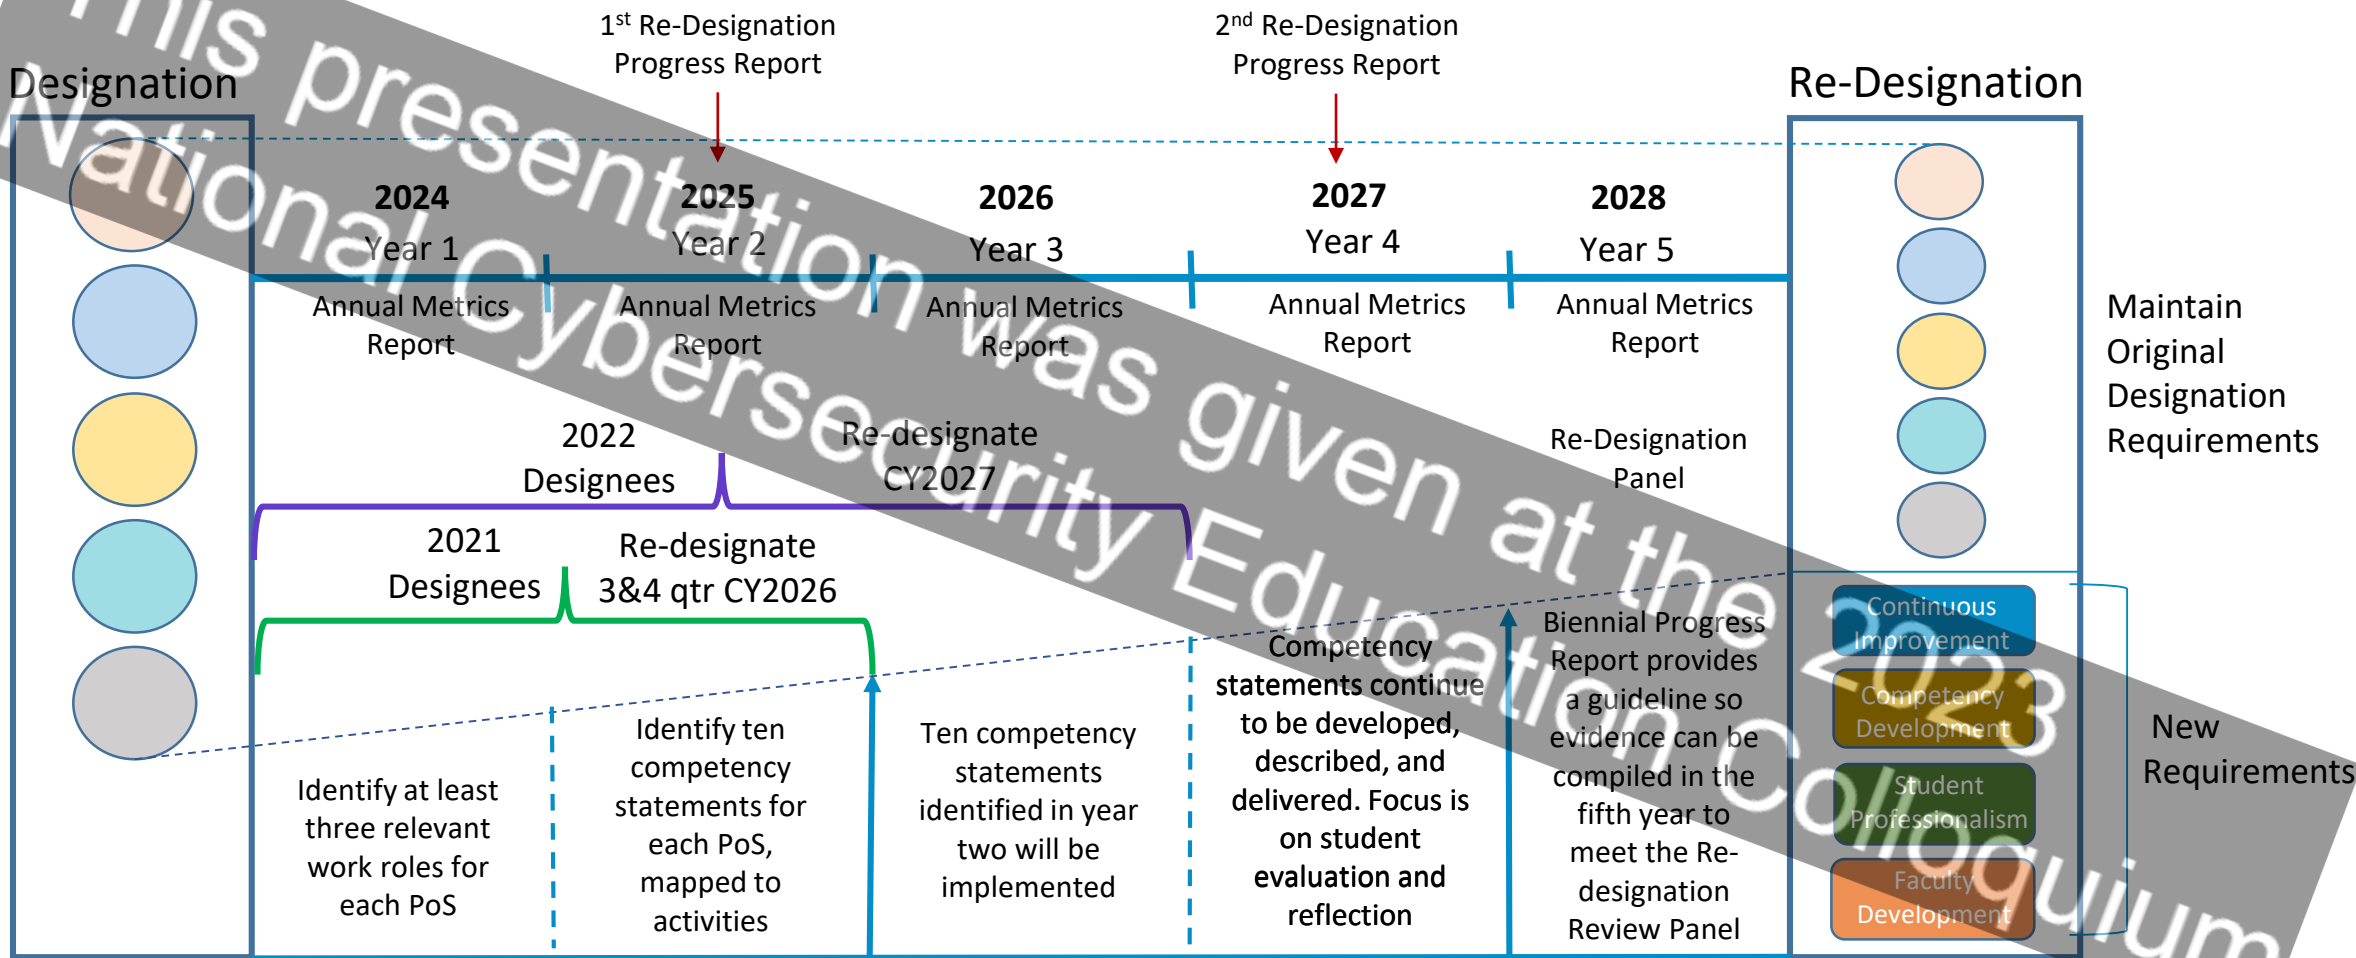 1st Re-Designation
Progress Report
2nd Re-Designation
Progress Report
Designation
Re-Designation
2024
Year 1
2025
Year 2
2026
Year 3
2027
Year 4
2028
Year 5
Annual Metrics
Report
Annual Metrics
Report
Annual Metrics
Report
Annual Metrics
Report
Annual Metrics
Report
Maintain
Original
Designation
Requirements
2022
Designees
Re-designate
CY2027
Re-Designation
Panel
2021
Designees
Re-designate
3&4 qtr CY2026
Identify at least
three relevant
work roles for
each PoS
Identify ten
competency
statements for
each PoS,
mapped to
activities
Ten competency
statements
identified in year
two will be
implemented
Competency
statements continue
to be developed,
described, and
delivered. Focus is
on student
evaluation and
reflection
Biennial Progress
Report provides
a guideline so
evidence can be
compiled in the
fifth year to
meet the Re-
designation
Review Panel
Continuous
Improvement
Competency
Development
Student
Professionalism
Faculty
Development
New
Requirements
This presentation was given at the 2023
National Cybersecurity Education Colloquium